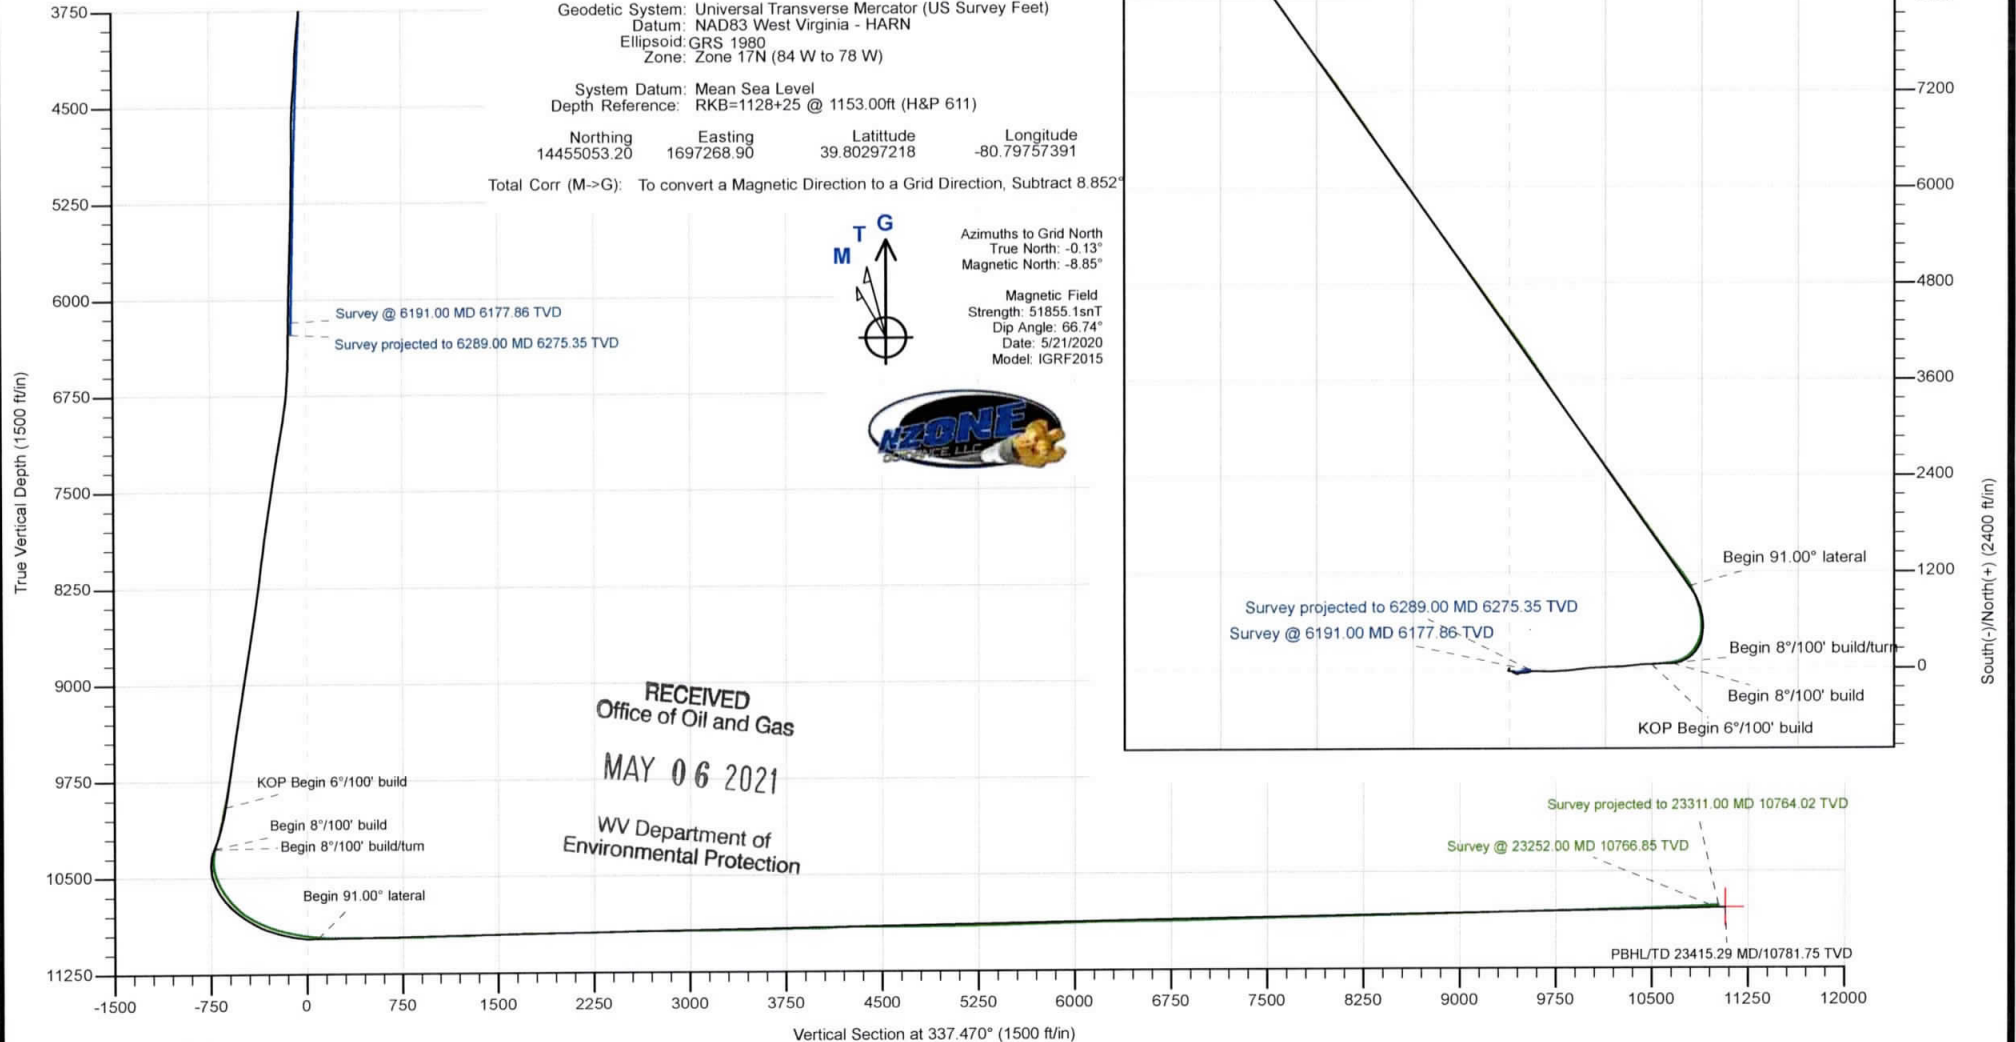 Geodetic System: Universal Transverse Mercator (US Survey Feet)
Datum: NAD83 West Virginia - HARN
Ellipsoid: GRS 1980
Zone: Zone 17N (84 W to 78 W)
System Datum: Mean Sea Level
Depth Reference: RKB=1128+25 @ 1153.00ft (H&P 611)
Northing Easting Latittude Longitude
14455053.20 1697268.90 39.80297218 -80.79757391
Total Corr (M->G): To convert a Magnetic Direction to a Grid Direction, Subtract 8.852°
M T G
Azimuths to Grid North
True North: -0.13°
Magnetic North: -8.85°
Magnetic Field
Strength: 51855.1snT
Dip Angle: 66.74°
Date: 5/21/2020
Model: IGRF2015
NZONE
GUIDANCE LLC
True Vertical Depth (1500 ft/in)
3750
4500
5250
6000
6750
7500
8250
9000
9750
10500
11250
Survey @ 6191.00 MD 6177.86 TVD
Survey projected to 6289.00 MD 6275.35 TVD
KOP Begin 6°/100' build
Begin 8°/100' build
Begin 8°/100' build/turn
Begin 91.00° lateral
RECEIVED
Office of Oil and Gas
MAY 06 2021
WV Department of
Environmental Protection
Survey projected to 23311.00 MD 10764.02 TVD
Survey @ 23252.00 MD 10766.85 TVD
PBHL/TD 23415.29 MD/10781.75 TVD
-1500 -750 0 750 1500 2250 3000 3750 4500 5250 6000 6750 7500 8250 9000 9750 10500 11250 12000
Vertical Section at 337.470° (1500 ft/in)
7200
6000
4800
3600
2400
1200
0
South(-)/North(+) (2400 ft/in)
Begin 91.00° lateral
Survey projected to 6289.00 MD 6275.35 TVD
Survey @ 6191.00 MD 6177.86 TVD
Begin 8°/100' build/turn
Begin 8°/100' build
KOP Begin 6°/100' build